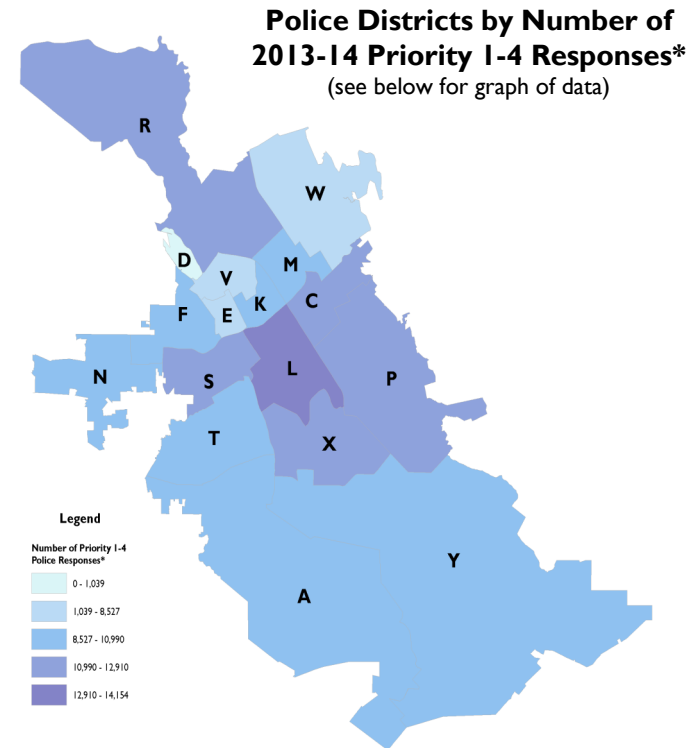 Police Districts by Number of
2013-14 Priority 1-4 Responses*
(see below for graph of data)
R
W
D
V
M
F
E
K
C
N
S
L
P
T
X
Y
A
Legend
Number of Priority 1-4
Police Responses*
0 - 1,039
1,039 - 8,527
8,527 - 10,990
10,990 - 12,910
12,910 - 14,154